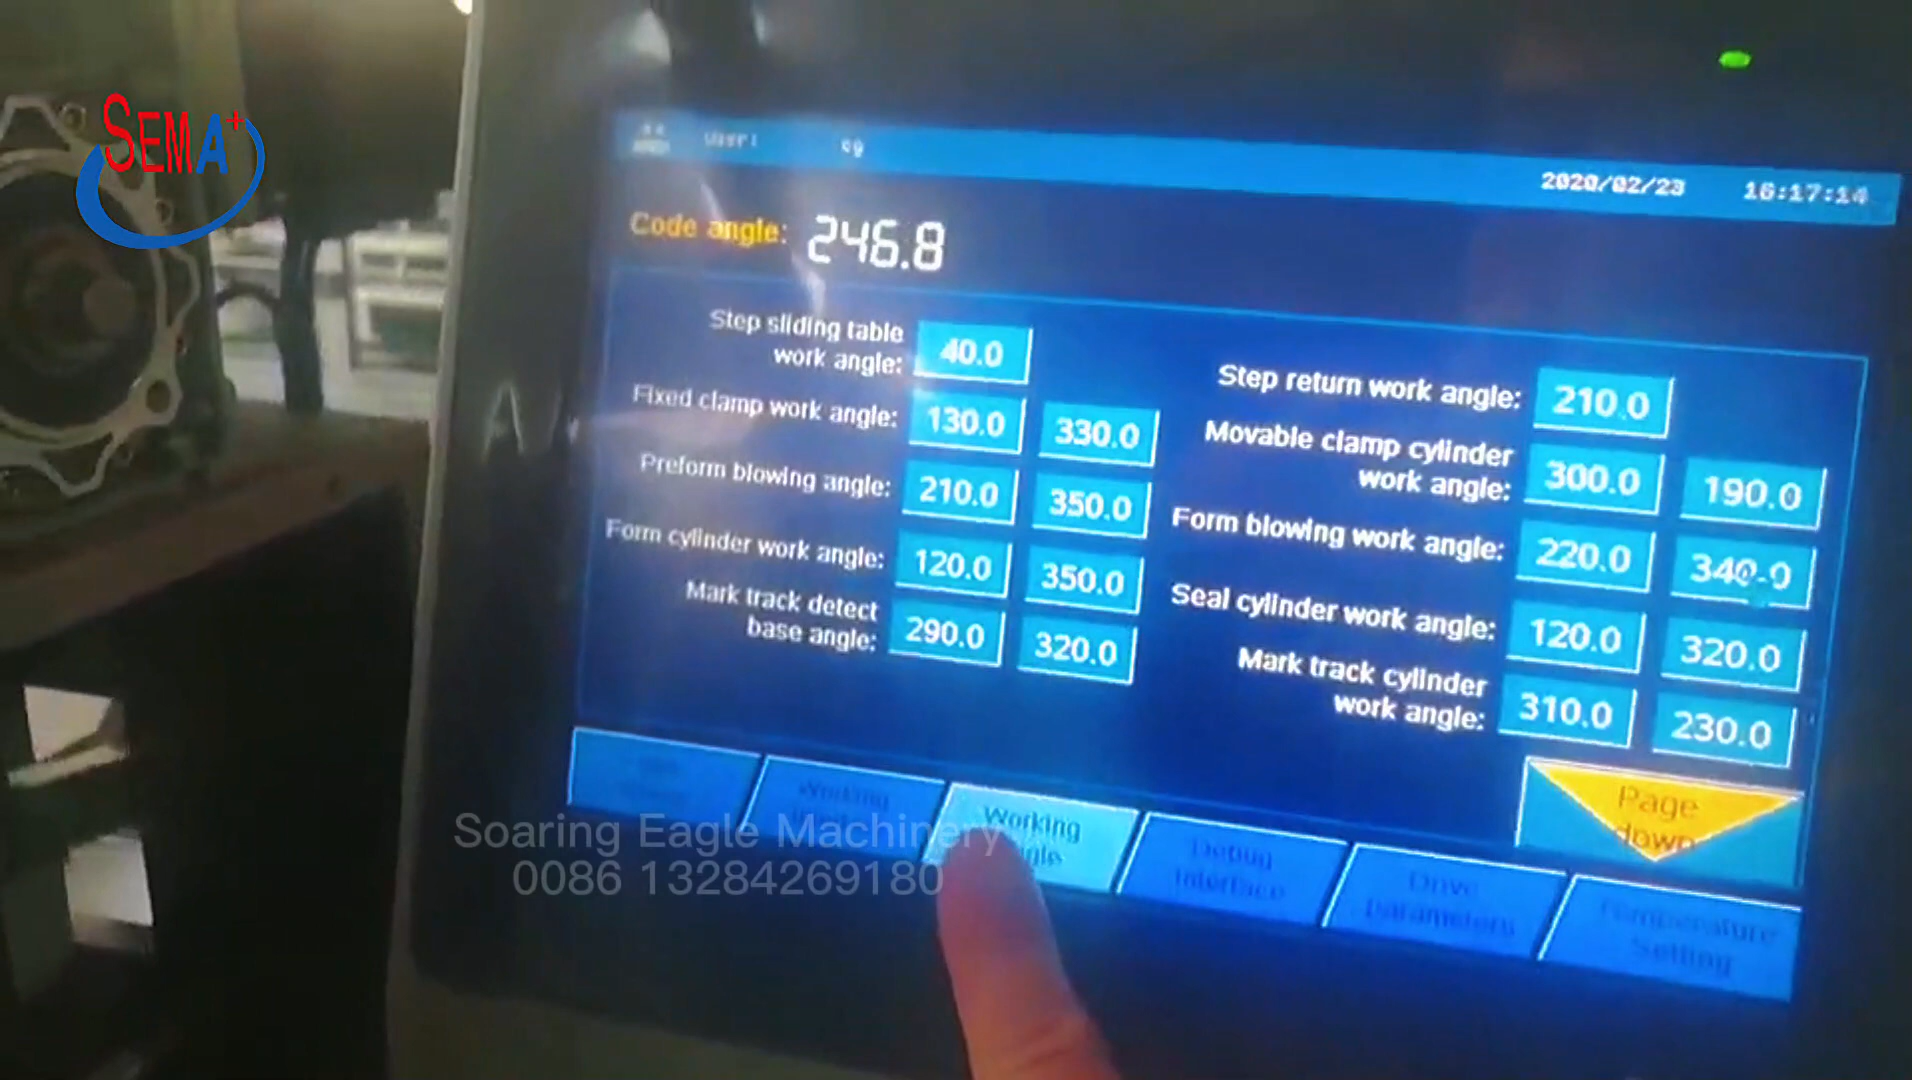 SEMA+
user:
2020/02/23 16:17:14
Code angle: 246.8
Step sliding table
work angle: 40.0
Fixed clamp work angle: 130.0 330.0
Preform blowing angle: 210.0 350.0
Form cylinder work angle: 120.0 350.0
Mark track detect
base angle: 290.0 320.0
Step return work angle: 210.0
Movable clamp cylinder
work angle: 300.0 190.0
Form blowing work angle: 220.0 340.0
Seal cylinder work angle: 120.0 320.0
Mark track cylinder
work angle: 310.0 230.0
Page
down
Working
Working
Debug
Interface
Drive
parameters
Temperature
Setting
Soaring Eagle Machinery
0086 13284269180